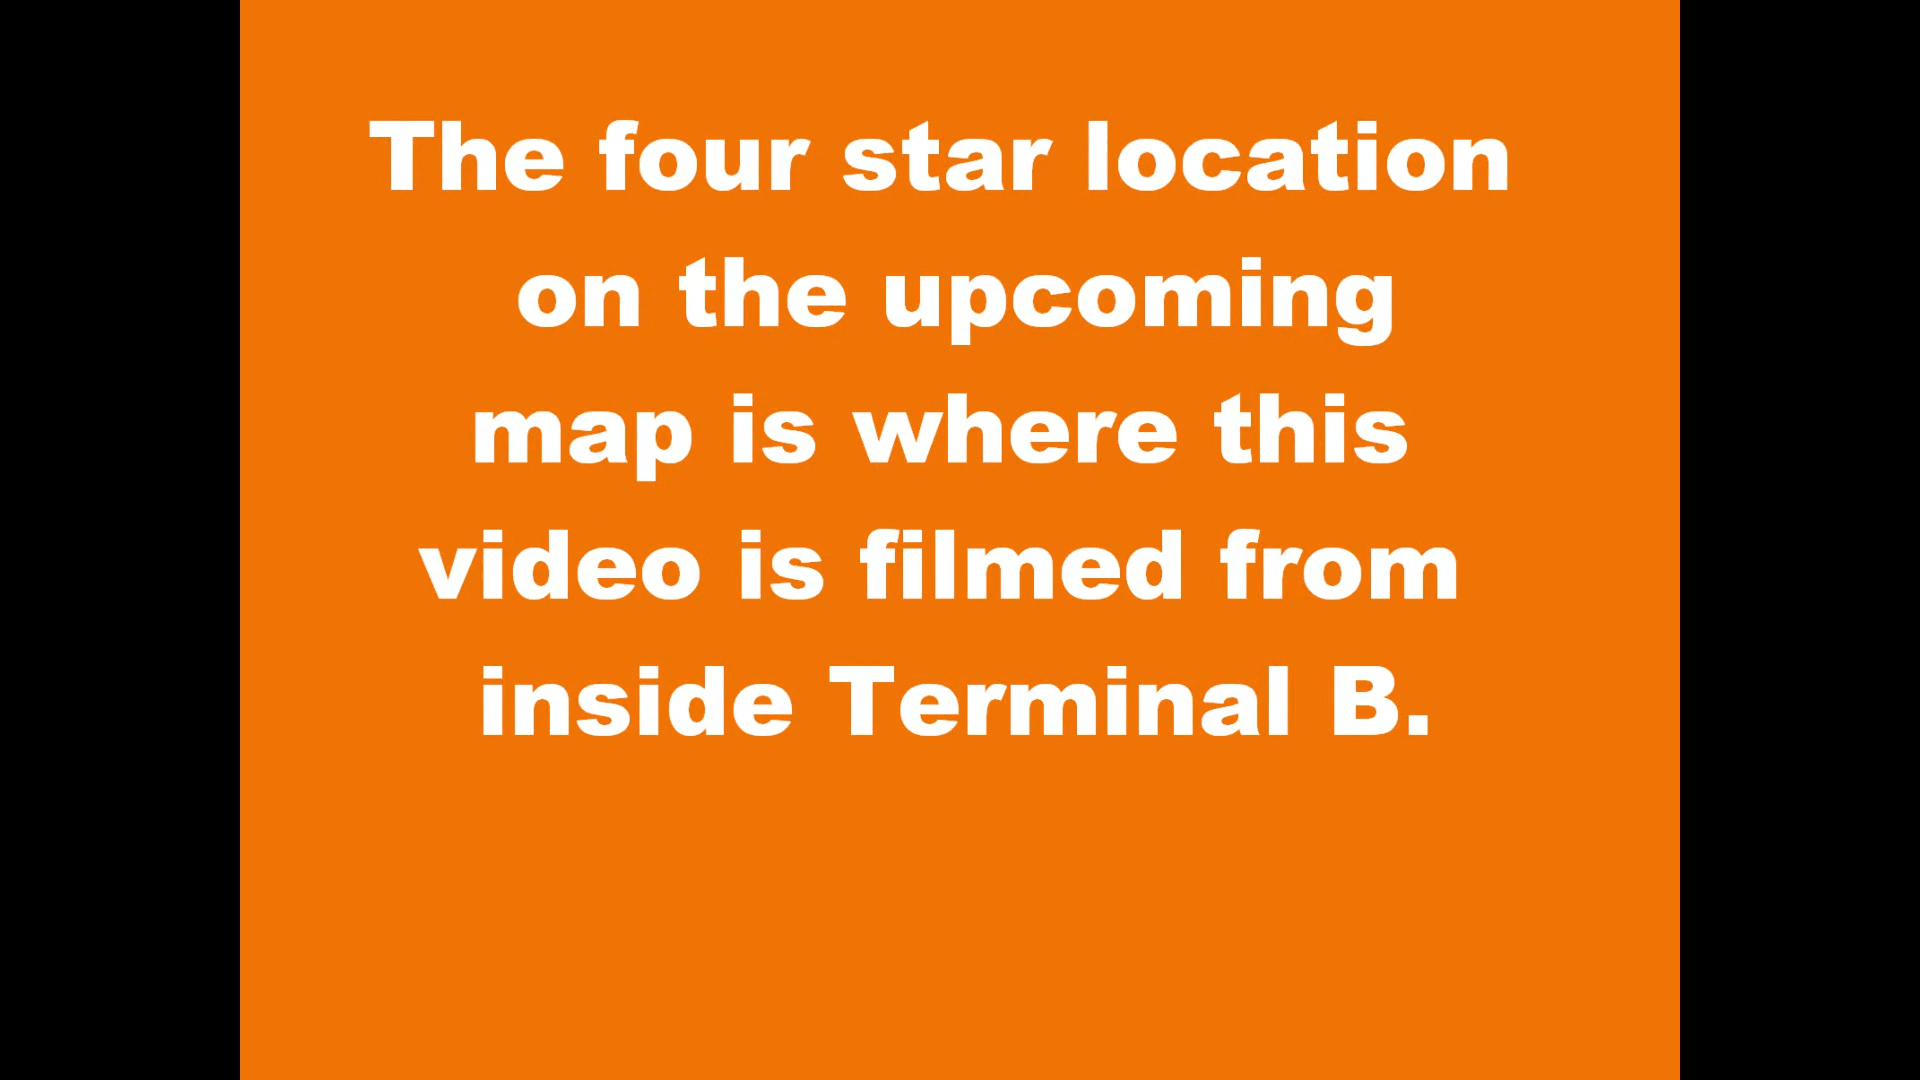 The four star location
on the upcoming
map is where this
video is filmed from
inside Terminal B.